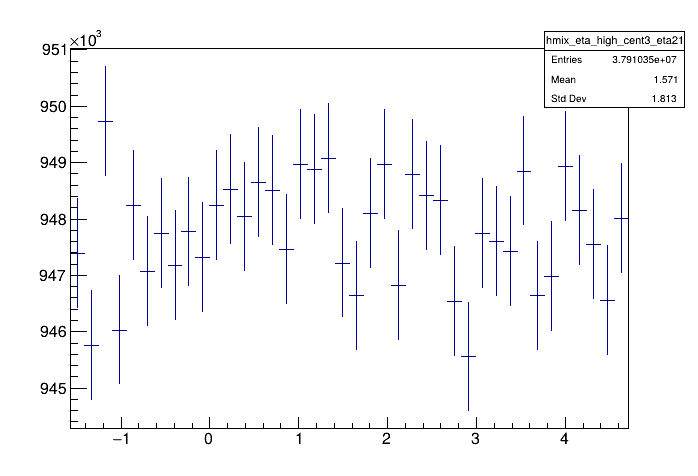 ×10³
hmix_eta_high_cent3_eta21
Entries 3.791035e+07
Mean 1.571
Std Dev 1.813
951
950
949
948
947
946
945
−1 0 1 2 3 4